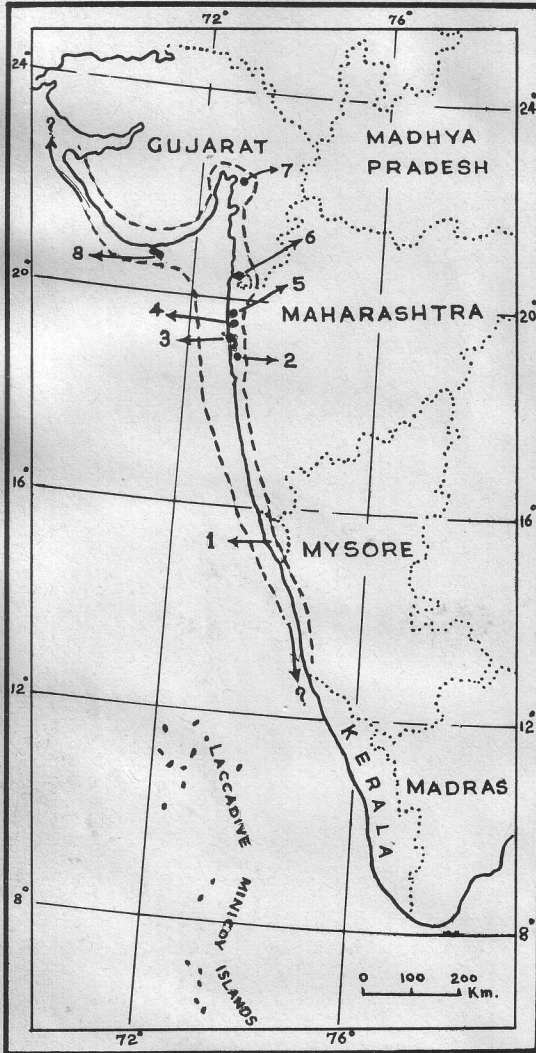 72° 76°
24° 24°
?
GUJARAT
MADHYA
PRADESH
7
6
8
5
20°
4
MAHARASHTRA
20°
3
2
16°
16°
1
MYSORE
12°
?
12°
KERALA
LACCADIVE
MADRAS
MINICOY ISLANDS
8°
8°
0 100 200
Km.
72° 76°